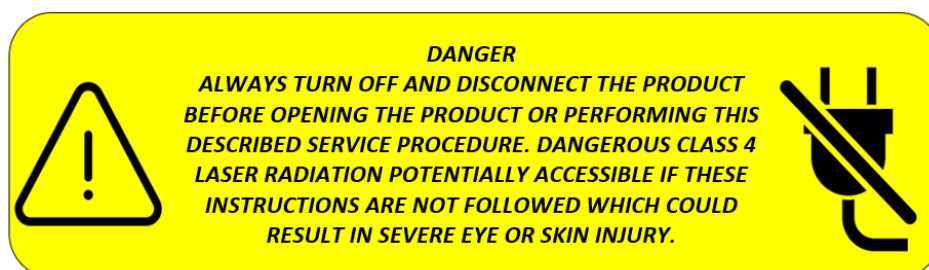 DANGER
ALWAYS TURN OFF AND DISCONNECT THE PRODUCT
BEFORE OPENING THE PRODUCT OR PERFORMING THIS
DESCRIBED SERVICE PROCEDURE. DANGEROUS CLASS 4
LASER RADIATION POTENTIALLY ACCESSIBLE IF THESE
INSTRUCTIONS ARE NOT FOLLOWED WHICH COULD
RESULT IN SEVERE EYE OR SKIN INJURY.